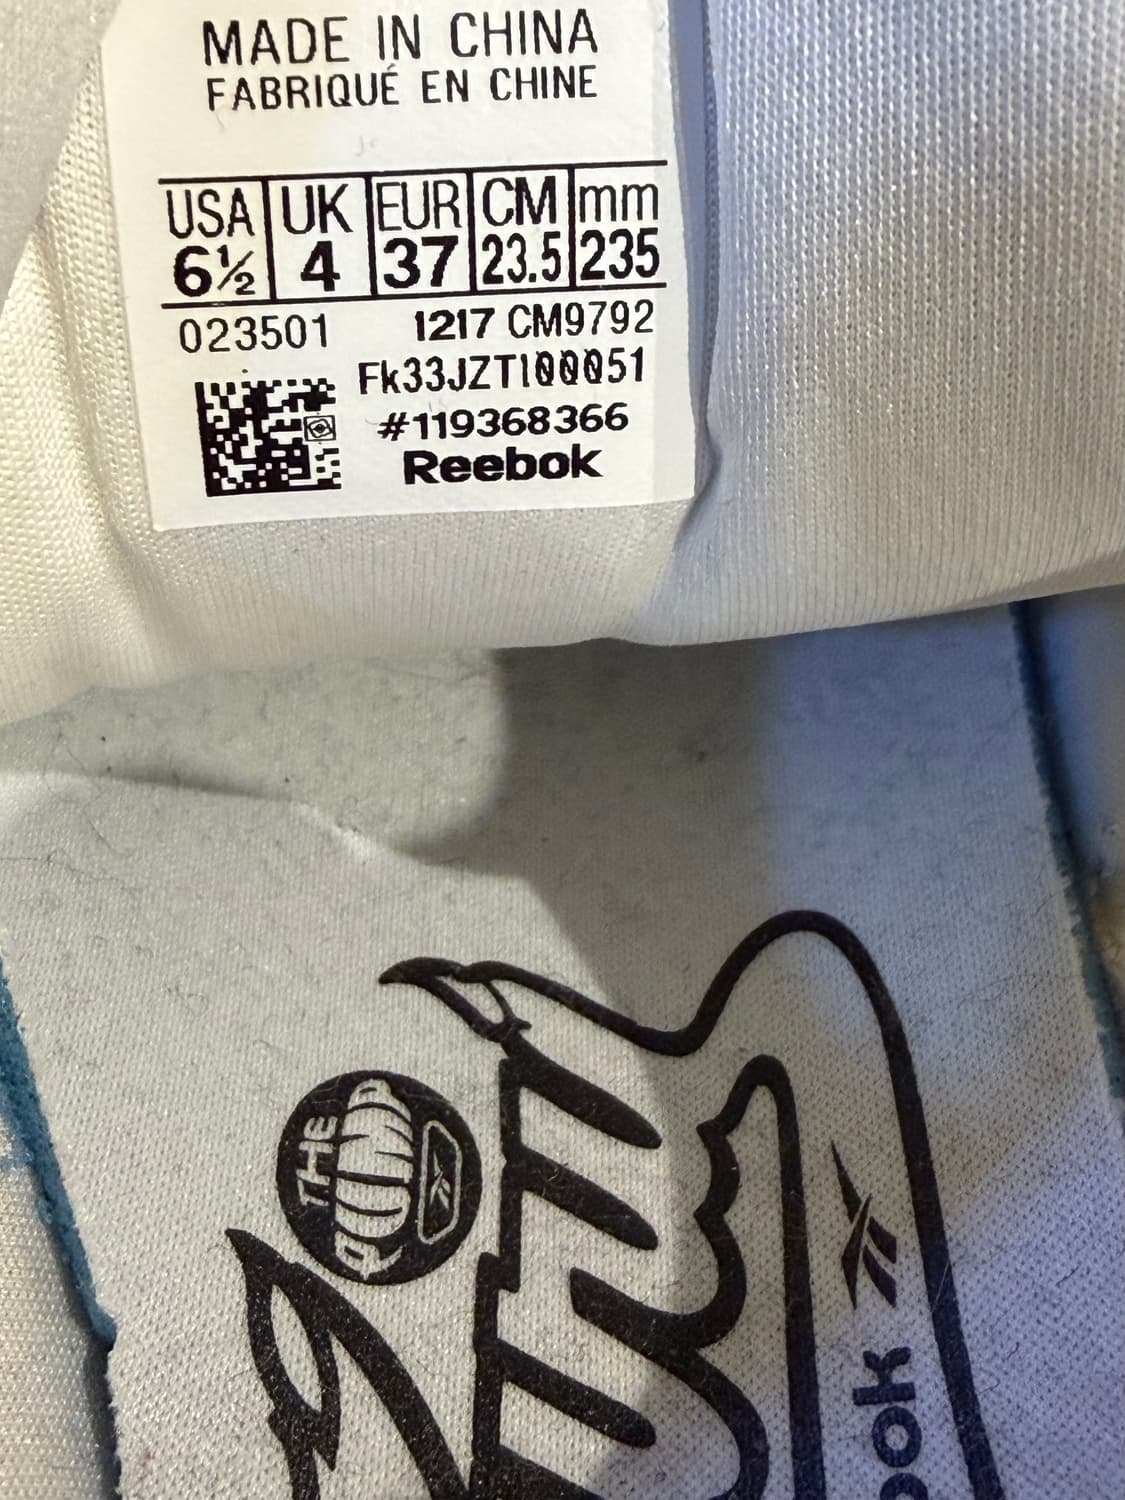 MADE IN CHINA
FABRIQUÉ EN CHINE
USA UK EUR CM mm
6½ 4 37 23.5 235
023501 1217 CM9792
Fk33JZT100051
#119368366
Reebok
THE